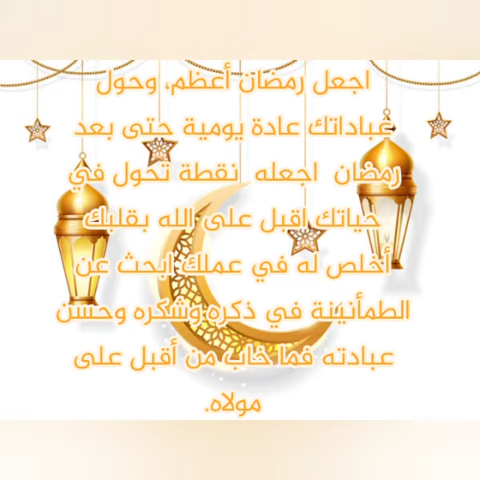 اجعل رمضان أعظم، وحول
عباداتك عادة يومية حتى بعد
رمضان اجعله نقطة تحول في
حياتك اقبل على الله بقلبك
أخلص له في عملك ابحث عن
الطمأنينة في ذكره وشكره وحسن
عبادته فما خاب من أقبل على
مولاه.